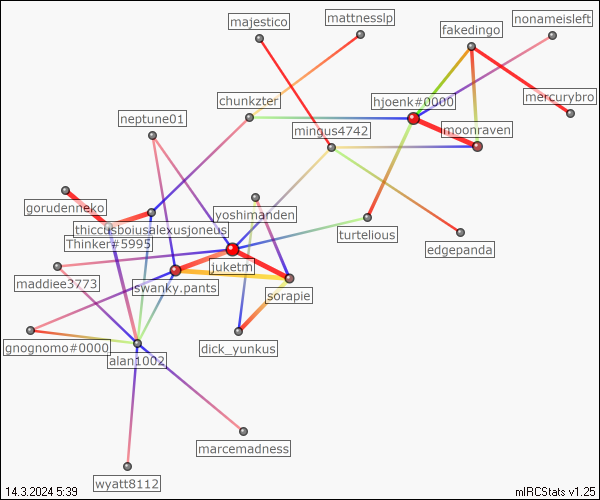 majestico
mattnesslp
nonameisleft
fakedingo
mercurybro
chunkzter
hjoenk#0000
neptune01
mingus4742
moonraven
gorudenneko
yoshimanden
thiccestboiusalexusjoneus
Thinker#5995
turtelious
edgepanda
maddiee3773
juketm
swanky.pants
sorapie
gnognomo#0000
dick_yunkus
alan1002
marcemadness
wyatt8112
14.3.2024 5:39
mIRCStats v1.25